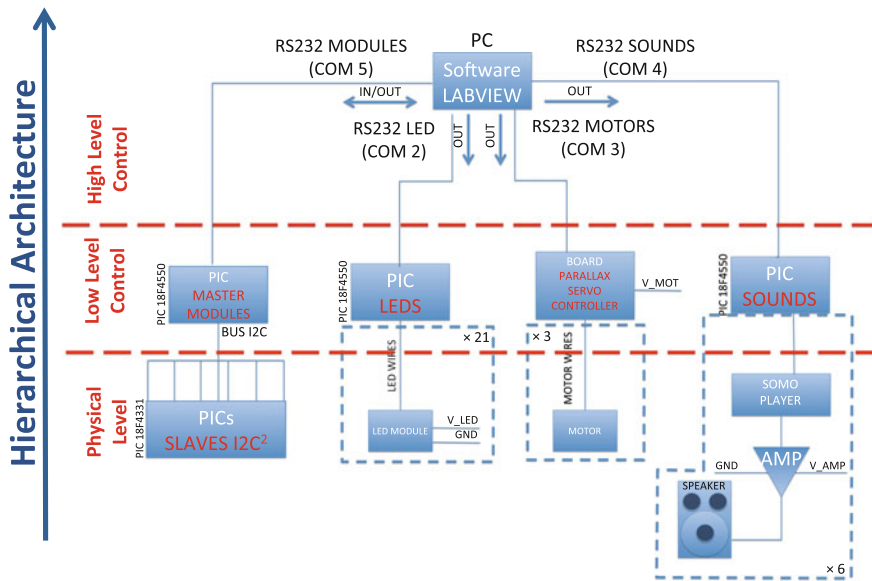 Hierarchical Architecture
High Level
Control
Low Level
Control
Physical
Level
PC
Software
LABVIEW
RS232 MODULES
(COM 5)
IN/OUT
RS232 LED
(COM 2)
OUT
OUT
RS232 SOUNDS
(COM 4)
OUT
RS232 MOTORS
(COM 3)
PIC 18F4550
PIC
MASTER
MODULES
BUS I2C
PIC 18F4550
PIC
LEDS
BOARD
PARALLAX
SERVO
CONTROLLER
V_MOT
PIC 18F4550
PIC
SOUNDS
PIC 18F4331
PICs
SLAVES I2C²
× 21
LED WIRES
LED MODULE
V_LED
GND
× 3
MOTOR WIRES
MOTOR
SOMO
PLAYER
AMP
GND
V_AMP
SPEAKER
× 6